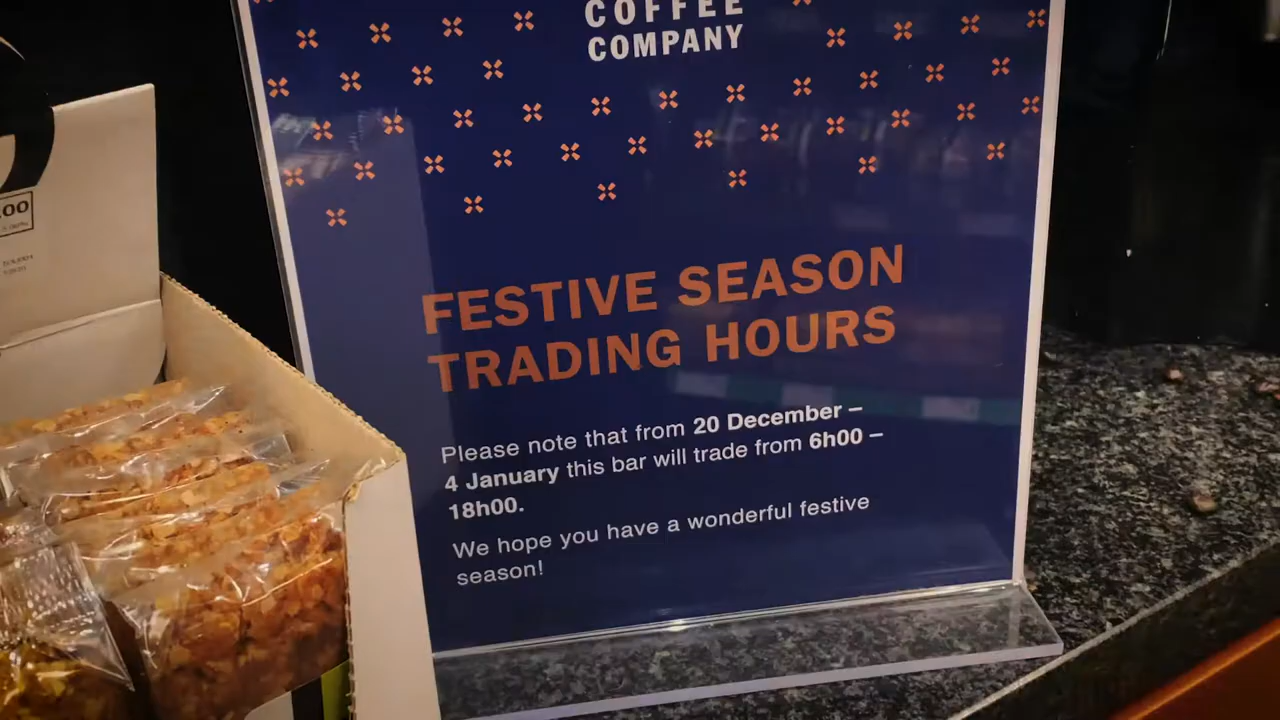 COFFEE
COMPANY
FESTIVE SEASON
TRADING HOURS
Please note that from 20 December –
4 January this bar will trade from 6h00 –
18h00.
We hope you have a wonderful festive
season!
.00